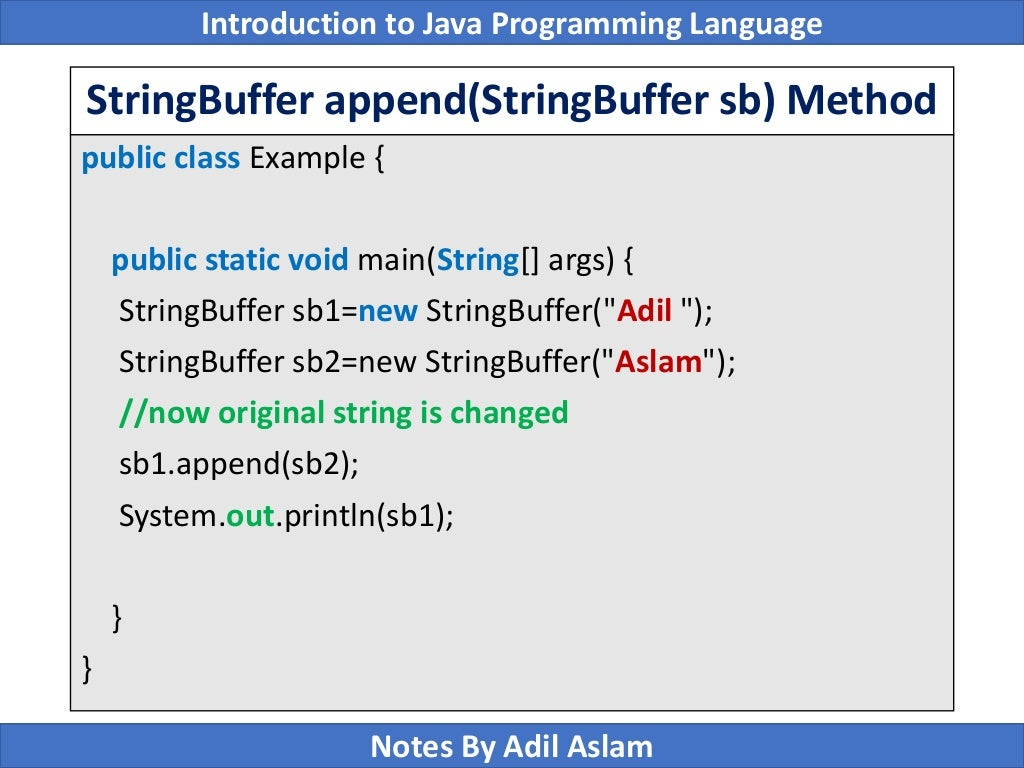 Introduction to Java Programming Language
StringBuffer append(StringBuffer sb) Method
public class Example {
public static void main(String[] args) {
StringBuffer sb1=new StringBuffer("Adil ");
StringBuffer sb2=new StringBuffer("Aslam");
//now original string is changed
sb1.append(sb2);
System.out.println(sb1);
}
}
Notes By Adil Aslam